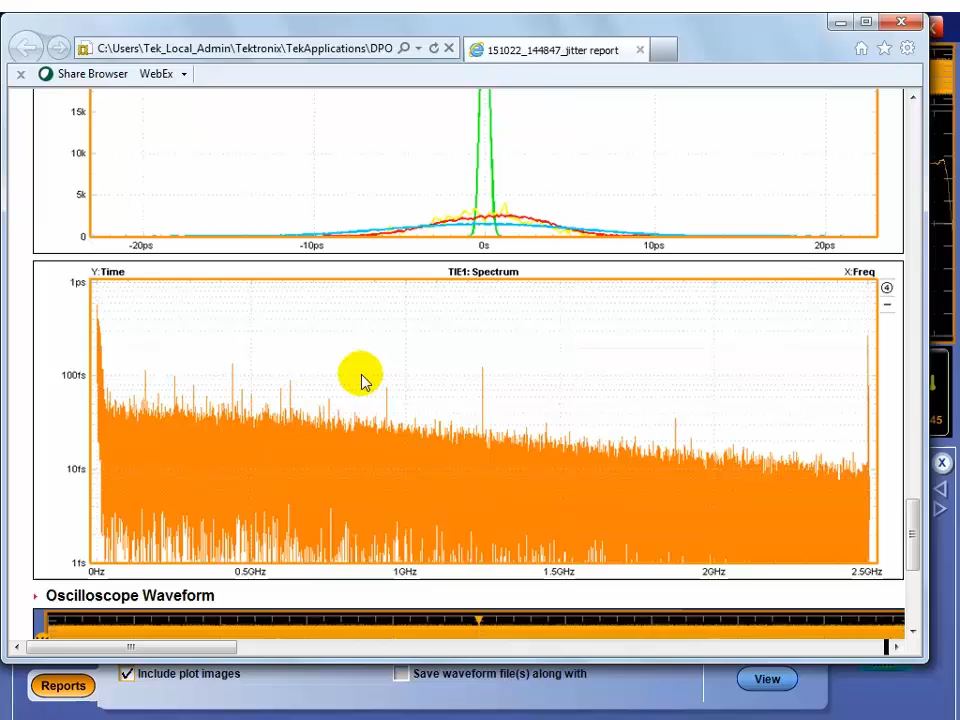 C:\Users\Tek_Local_Admin\Tektronix\TekApplications\DPO
151022_144847_jitter report
x Share Browser WebEx
15k
10k
5k
0
-20ps -10ps 0s 10ps 20ps
Y:Time TIE1: Spectrum X:Freq
1ps
4
100fs
45
10fs
X
1fs
0Hz 0.5GHz 1GHz 1.5GHz 2GHz 2.5GHz
Oscilloscope Waveform
Reports Include plot images Save waveform file(s) along with View